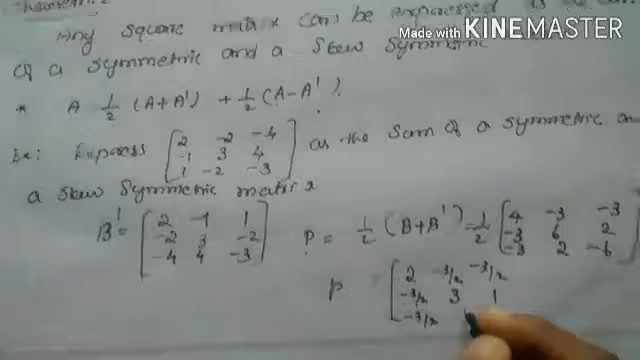 Theorem: 2
Made with KINEMASTER
Any square matrix can be expressed as the sum
of a symmetric and a skew symmetric
* A 1/2 (A+A') + 1/2 (A-A').
Ex: Express [2 -2 -4
-1 3 4
1 -2 -3] as the sum of a symmetric an
a skew symmetric matrix
B' = [2 -1 1
-2 3 -2
-4 4 -3] P = 1/2 (B+B') = 1/2 [4 -3 -3
-3 6 2
-3 2 -6]
P [2 -3/2 -3/2
-3/2 3 1
-3/2